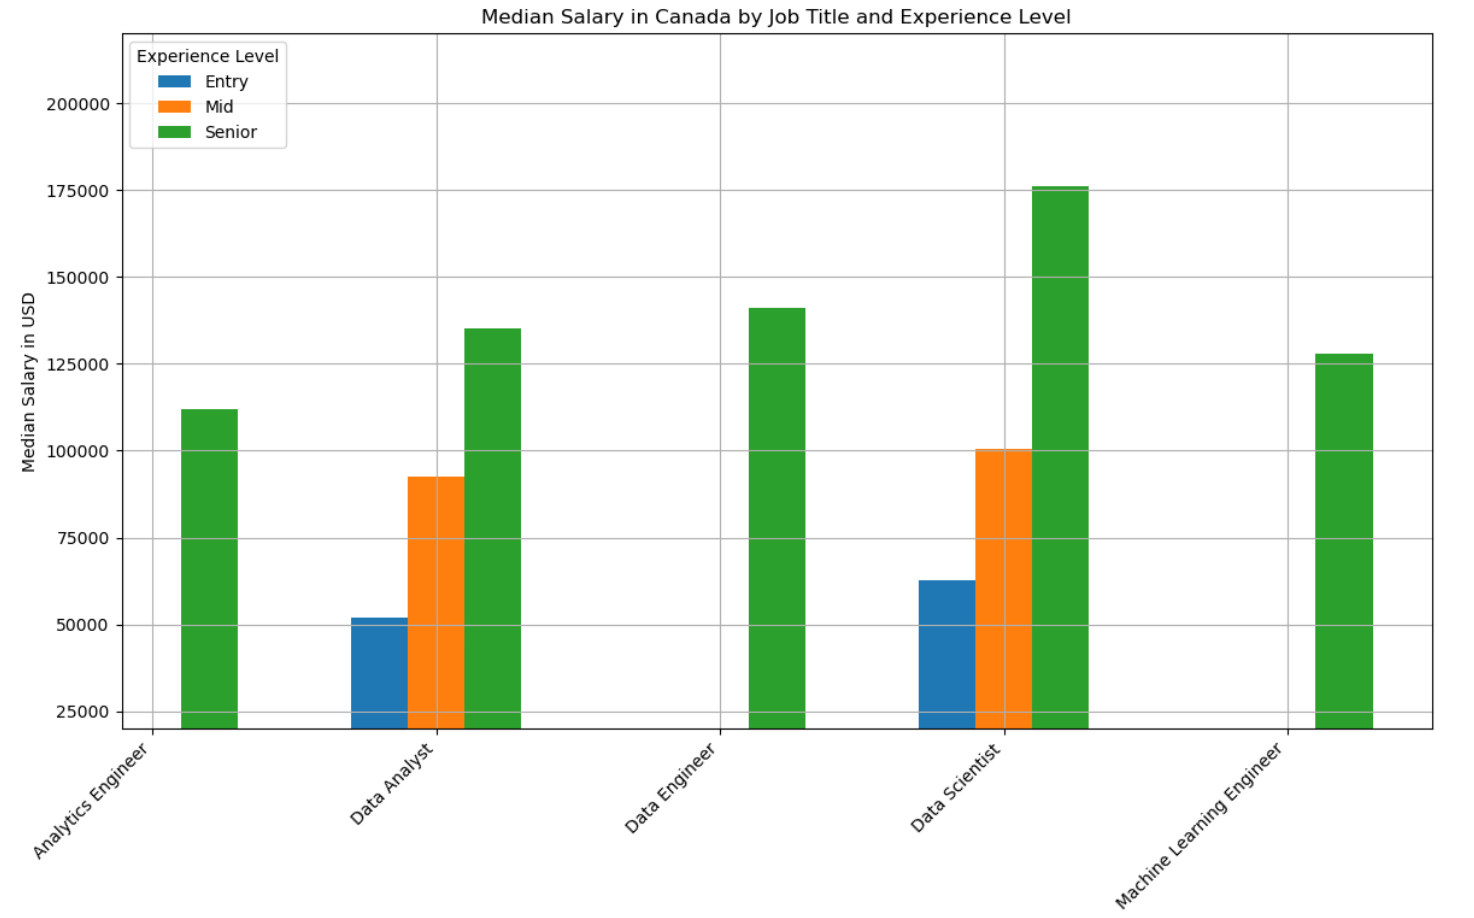 Median Salary in Canada by Job Title and Experience Level
Experience Level
Entry
Mid
Senior
Median Salary in USD
200000
175000
150000
125000
100000
75000
50000
25000
Analytics Engineer
Data Analyst
Data Engineer
Data Scientist
Machine Learning Engineer